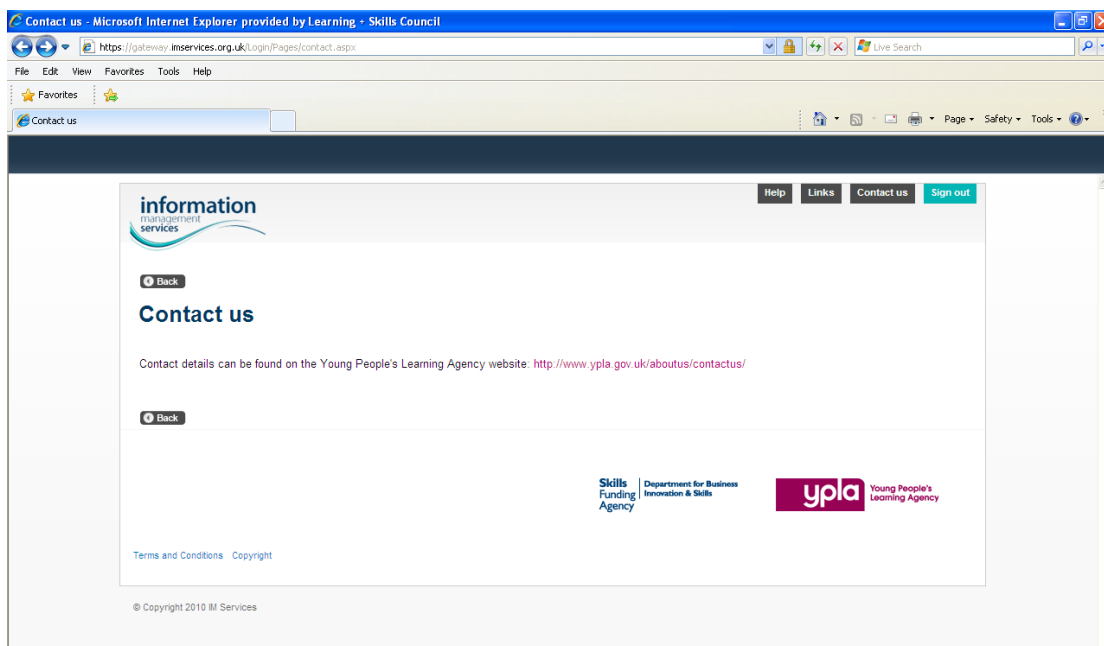 Contact us - Microsoft Internet Explorer provided by Learning + Skills Council
https://gateway.imservices.org.uk/Login/Pages/contact.aspx
Live Search
File Edit View Favorites Tools Help
Favorites
Contact us
Page Safety Tools
information
management
services
Help Links Contact us Sign out
Back
Contact us
Contact details can be found on the Young People's Learning Agency website: http://www.ypla.gov.uk/aboutus/contactus/
Back
Skills
Funding
Agency
Department for Business
Innovation & Skills
ypla
Young People's
Learning Agency
Terms and Conditions Copyright
© Copyright 2010 IM Services